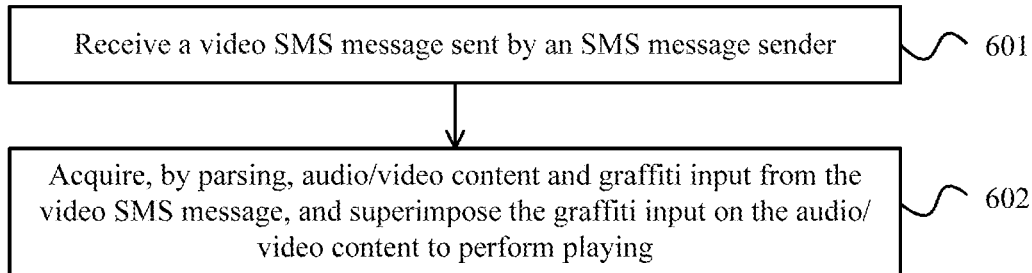 Receive a video SMS message sent by an SMS message sender
601
Acquire, by parsing, audio/video content and graffiti input from the
video SMS message, and superimpose the graffiti input on the audio/
video content to perform playing
602